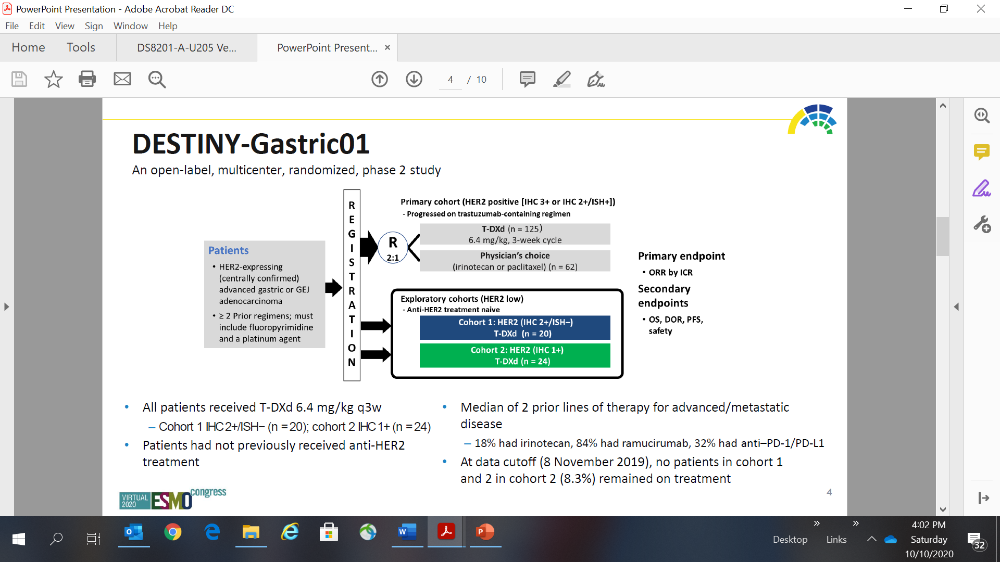 PowerPoint Presentation - Adobe Acrobat Reader DC
File Edit View Sign Window Help
Home Tools DS8201-A-U205 Ve... PowerPoint Present... ×
4 / 10
DESTINY-Gastric01
An open-label, multicenter, randomized, phase 2 study
Patients
• HER2-expressing
(centrally confirmed)
advanced gastric or GEJ
adenocarcinoma
• ≥ 2 Prior regimens; must
include fluoropyrimidine
and a platinum agent
REGISTRATION
Primary cohort (HER2 positive [IHC 3+ or IHC 2+/ISH+])
- Progressed on trastuzumab-containing regimen
R
2:1
T-DXd (n = 125)
6.4 mg/kg, 3-week cycle
Physician's choice
(irinotecan or paclitaxel) (n = 62)
Exploratory cohorts (HER2 low)
- Anti-HER2 treatment naive
Cohort 1: HER2 (IHC 2+/ISH–)
T-DXd (n = 20)
Cohort 2: HER2 (IHC 1+)
T-DXd (n = 24)
Primary endpoint
• ORR by ICR
Secondary
endpoints
• OS, DOR, PFS,
safety
• All patients received T-DXd 6.4 mg/kg q3w
– Cohort 1 IHC 2+/ISH− (n = 20); cohort 2 IHC 1+ (n = 24)
• Patients had not previously received anti-HER2
treatment
• Median of 2 prior lines of therapy for advanced/metastatic
disease
– 18% had irinotecan, 84% had ramucirumab, 32% had anti–PD-1/PD-L1
• At data cutoff (8 November 2019), no patients in cohort 1
and 2 in cohort 2 (8.3%) remained on treatment
VIRTUAL
2020
ESMO congress
4
Desktop » Links »
4:02 PM
Saturday
10/10/2020
32